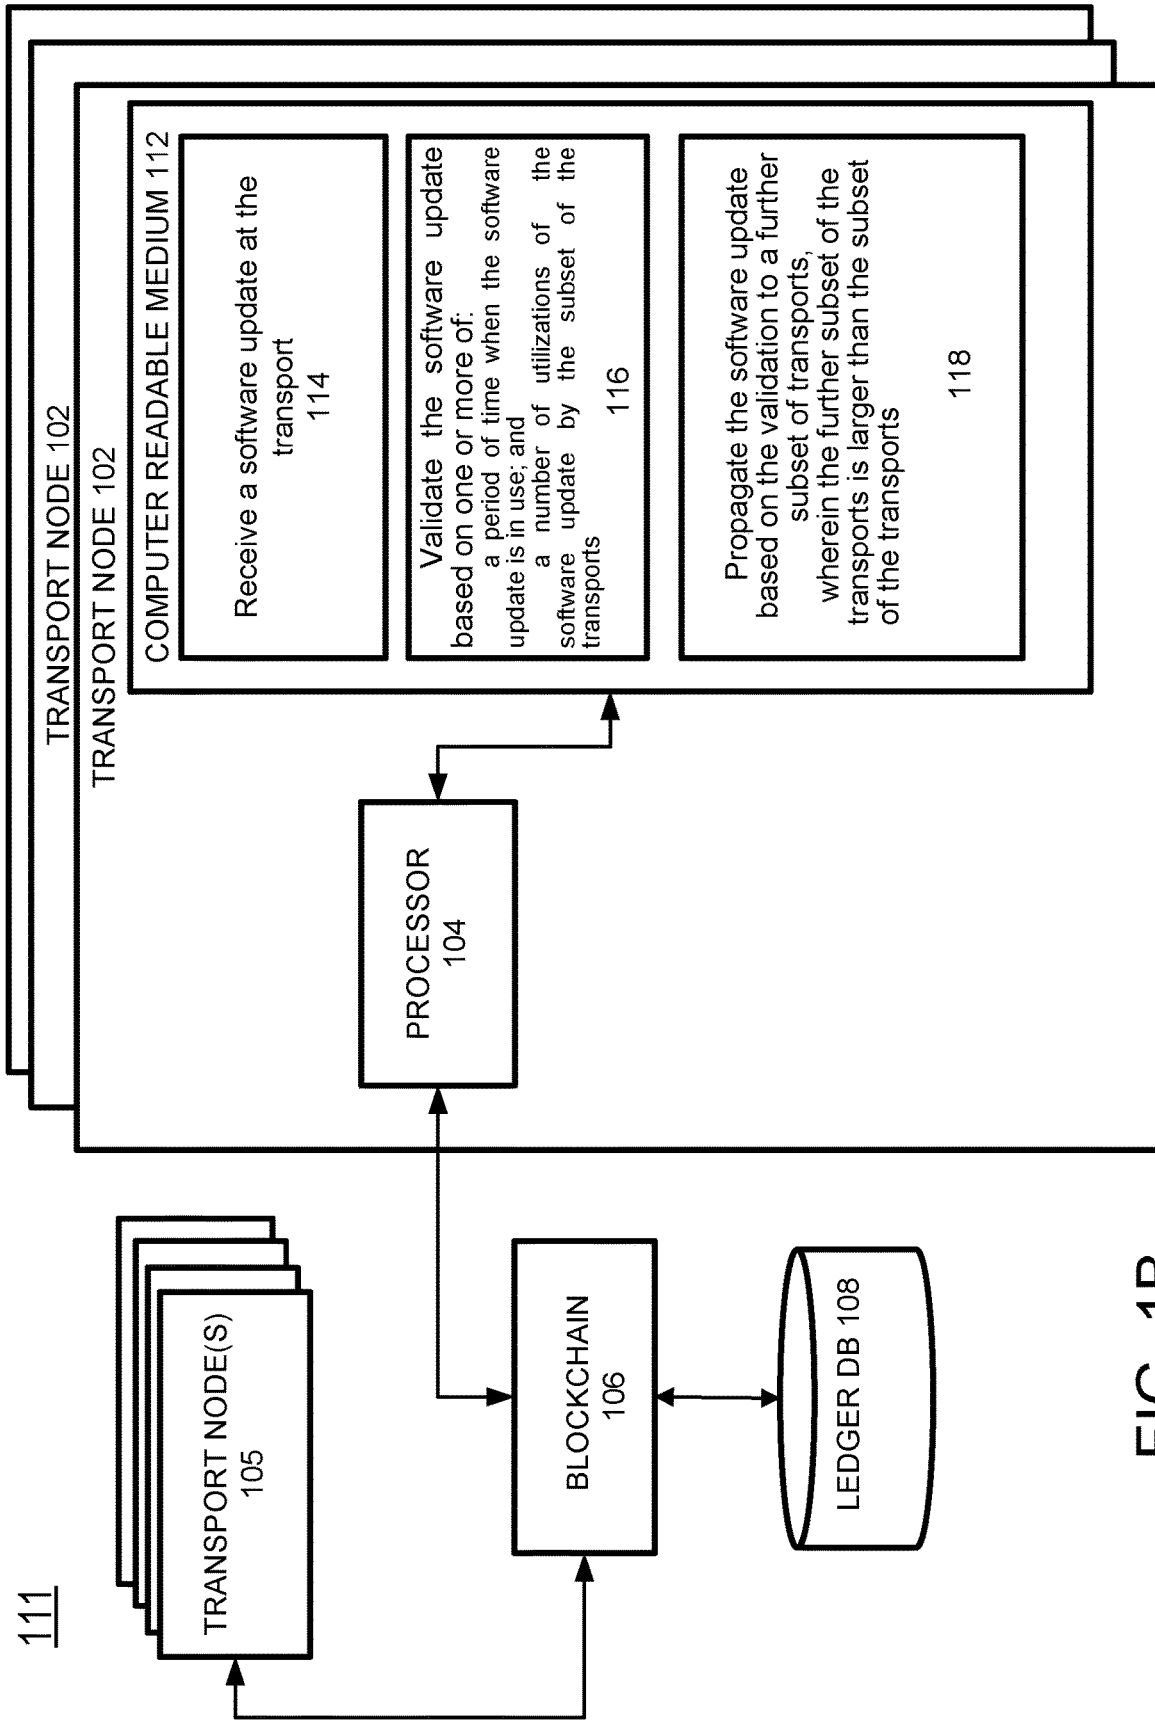 111
TRANSPORT NODE 102
TRANSPORT NODE 102
COMPUTER READABLE MEDIUM 112
Receive a software update at the
transport
114
Validate the software update
based on one or more of:
a period of time when the software
update is in use; and
a number of utilizations of the
software update by the subset of the
transports
116
Propagate the software update
based on the validation to a further
subset of transports,
wherein the further subset of the
transports is larger than the subset
of the transports
118
PROCESSOR
104
TRANSPORT NODE(S)
105
BLOCKCHAIN
106
LEDGER DB 108
FIG. 1B